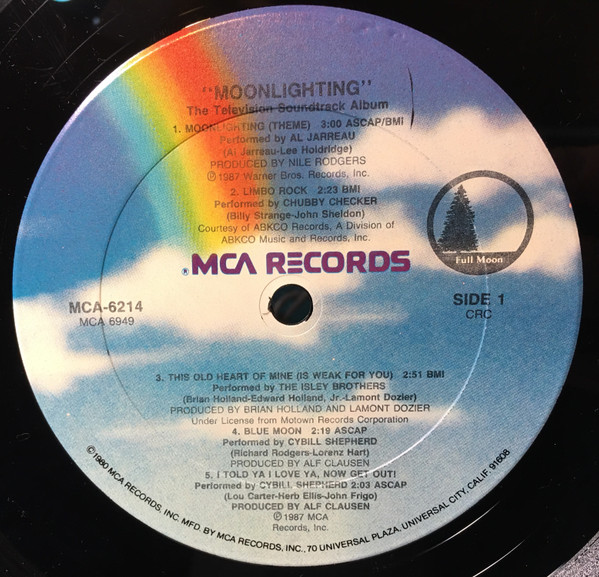 "MOONLIGHTING"
The Television Soundtrack Album
1. MOONLIGHTING (THEME) 3:00 ASCAP/BMI
Performed by AL JARREAU
(Al Jarreau-Lee Holdridge)
PRODUCED BY NILE RODGERS
℗ 1987 Warner Bros. Records, Inc.
2. LIMBO ROCK 2:23 BMI
Performed by CHUBBY CHECKER
(Billy Strange-John Sheldon)
Courtesy of ABKCO Records, A Division of
ABKCO Music and Records, Inc.
Full Moon
® MCA RECORDS
MCA-6214
MCA 6949
SIDE 1
CRC
3. THIS OLD HEART OF MINE (IS WEAK FOR YOU) 2:51 BMI
Performed by THE ISLEY BROTHERS
(Brian Holland-Edward Holland, Jr.-Lamont Dozier)
PRODUCED BY BRIAN HOLLAND AND LAMONT DOZIER
Under License from Motown Records Corporation
4. BLUE MOON 2:19 ASCAP
Performed by CYBILL SHEPHERD
(Richard Rodgers-Lorenz Hart)
PRODUCED BY ALF CLAUSEN
5. I TOLD YA I LOVE YA, NOW GET OUT!
Performed by CYBILL SHEPHERD 2:03 ASCAP
(Lou Carter-Herb Ellis-John Frigo)
PRODUCED BY ALF CLAUSEN
℗ 1987 MCA
Records, Inc.
© 1980 MCA RECORDS, INC. MFD. BY MCA RECORDS, INC., 70 UNIVERSAL PLAZA, UNIVERSAL CITY, CALIF. 91608